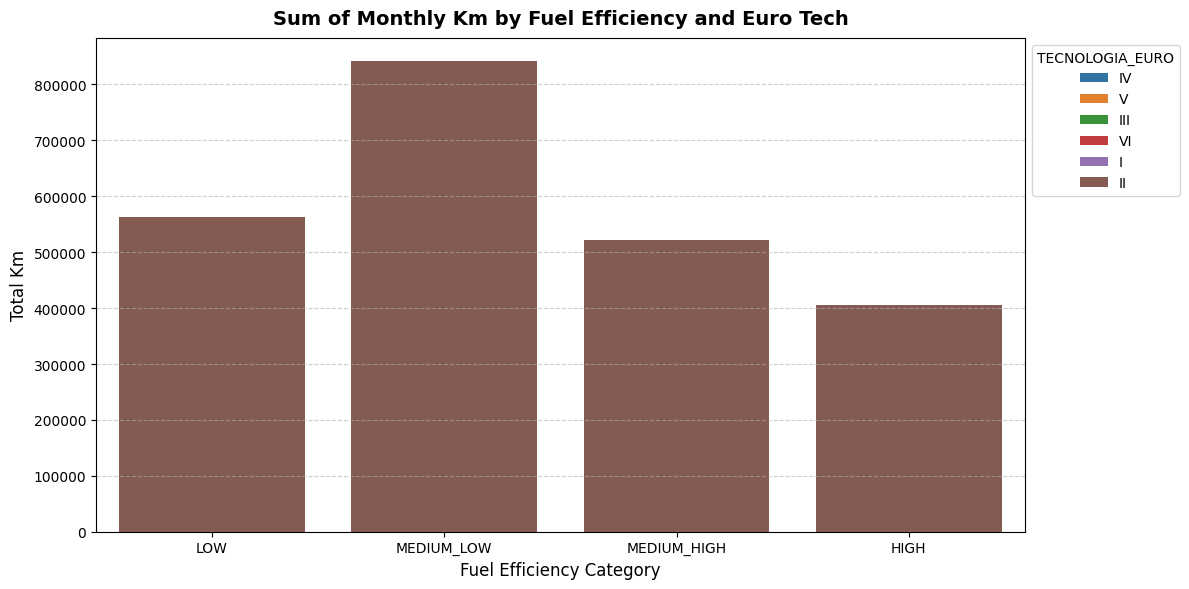 Sum of Monthly Km by Fuel Efficiency and Euro Tech
TECNOLOGIA_EURO
IV
V
III
VI
I
II
Total Km
800000
700000
600000
500000
400000
300000
200000
100000
0
LOW
MEDIUM_LOW
MEDIUM_HIGH
HIGH
Fuel Efficiency Category